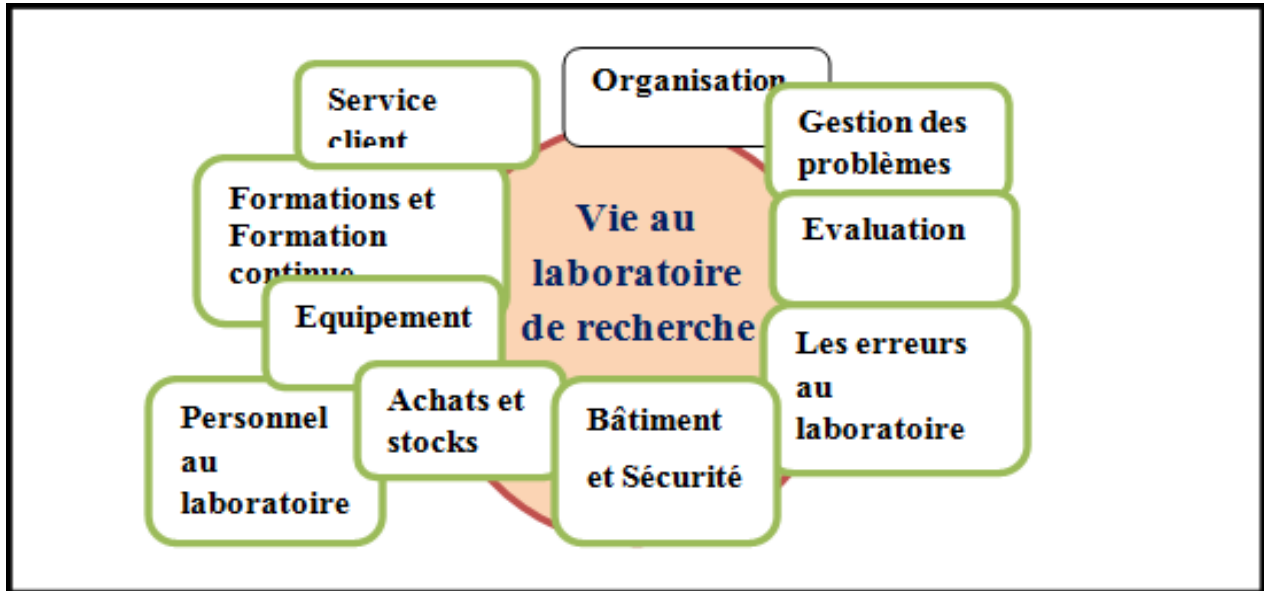 Organisation
Service
client
Gestion des
problèmes
Formations et
Formation
continue
Vie au
laboratoire
de recherche
Evaluation
Equipement
Les erreurs
au
laboratoire
Achats et
stocks
Personnel
au
laboratoire
Bâtiment
et Sécurité